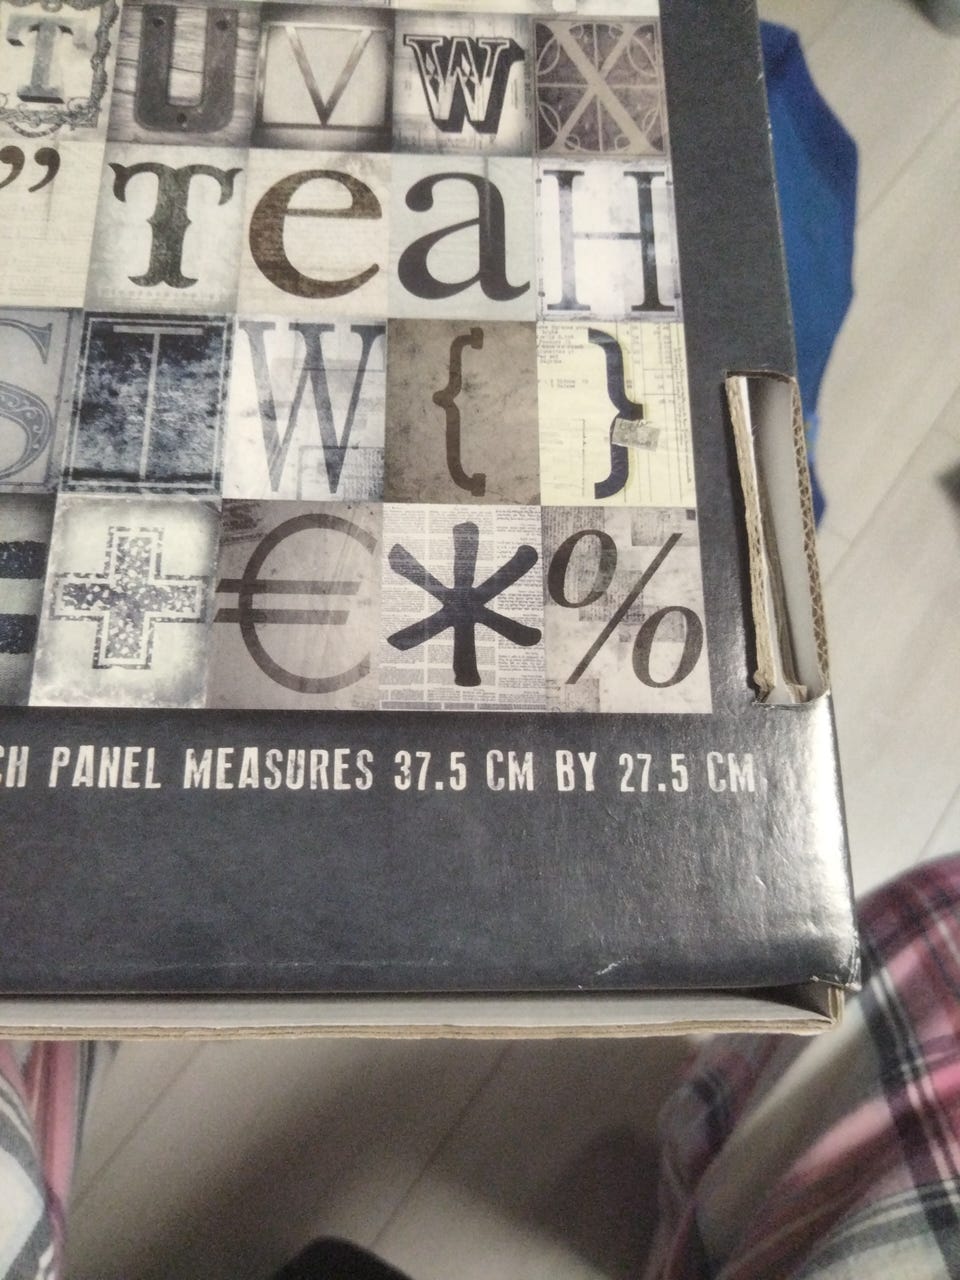 T U V W X
” T e a H
S I W { }
= + € * %
CH PANEL MEASURES 37.5 CM BY 27.5 CM